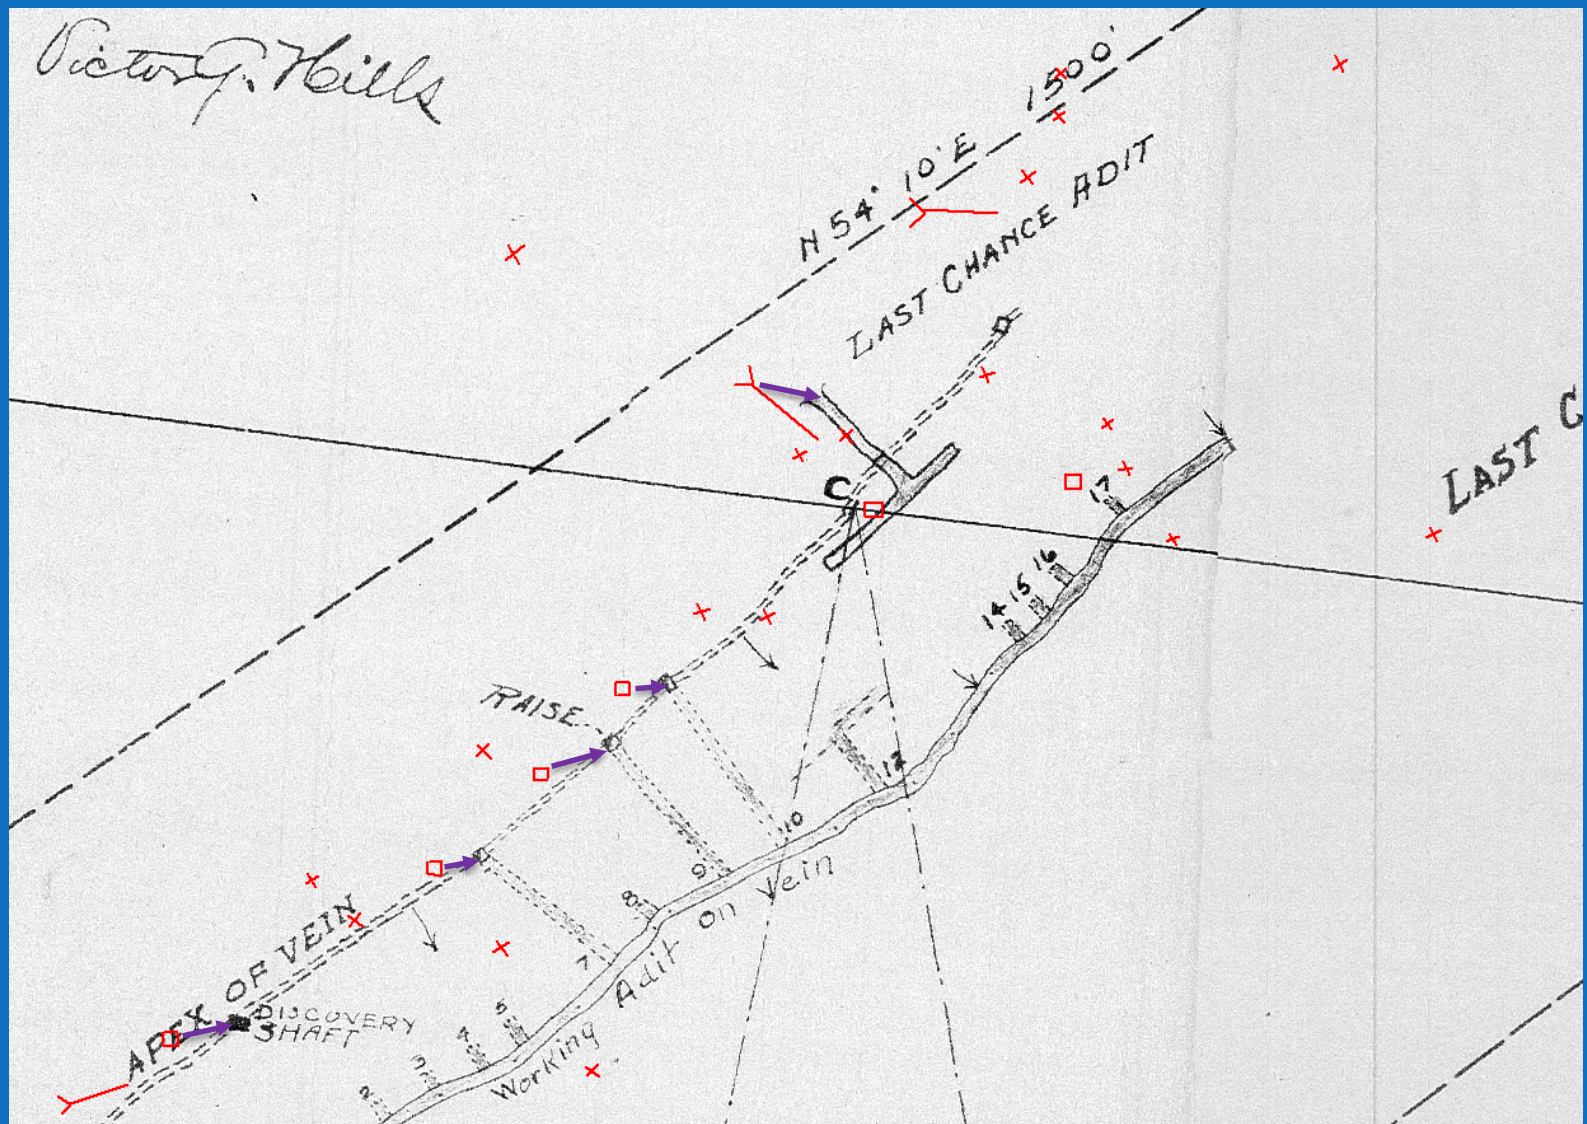 Victor G. Hills
1500'
N 54° 10' E
LAST CHANCE ADIT
LAST C
C
17
16
15
14
RAISE
12
10
9
8
Working Adit on Vein
7
APEX OF VEIN
DISCOVERY
SHAFT
5
4
3
2